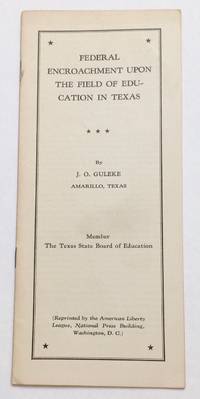 FEDERAL
ENCROACHMENT UPON
THE FIELD OF EDU-
CATION IN TEXAS
★ ★ ★
By
J. O. GULEKE
AMARILLO, TEXAS
Member
The Texas State Board of Education
(Reprinted by the American Liberty
League, National Press Building,
Washington, D. C.)